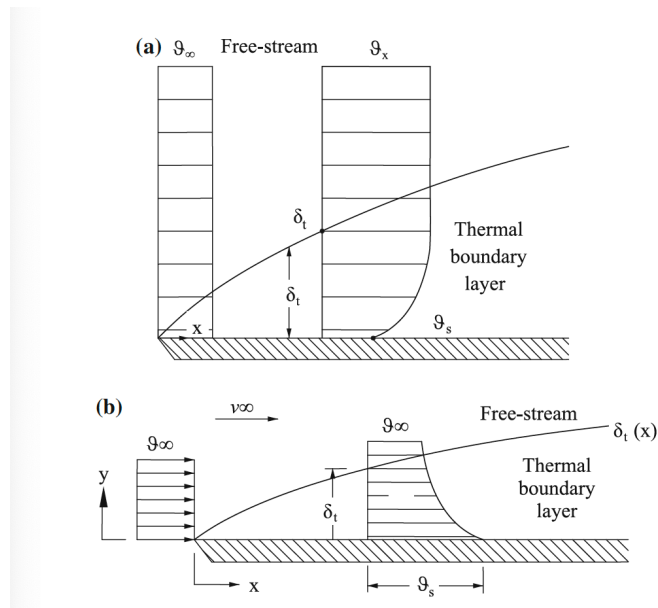 (a) ϑ∞ Free-stream ϑx
δt
Thermal
boundary
layer
δt
ϑs
x
(b)
v∞
ϑ∞
Free-stream
δt (x)
ϑ∞
Thermal
boundary
layer
y
δt
x
ϑs